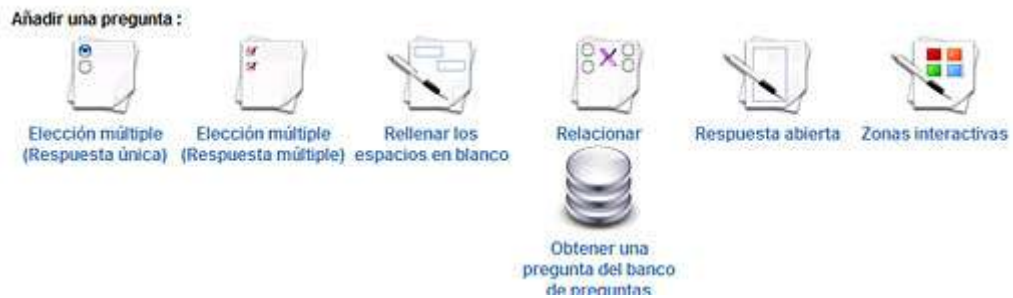 Añadir una pregunta :
Elección múltiple
(Respuesta única)
Elección múltiple
(Respuesta múltiple)
Rellenar los
espacios en blanco
Relacionar
Respuesta abierta
Zonas interactivas
Obtener una
pregunta del banco
de preguntas